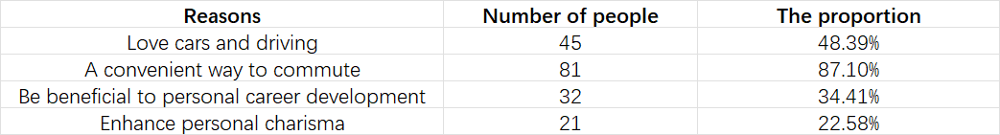 Reasons Number of people The proportion
Love cars and driving 45 48.39%
A convenient way to commute 81 87.10%
Be beneficial to personal career development 32 34.41%
Enhance personal charisma 21 22.58%